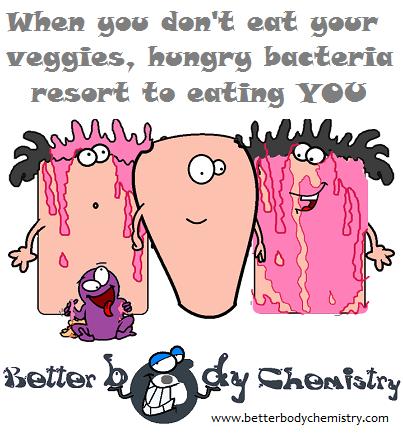 When you don't eat your
veggies, hungry bacteria
resort to eating YOU
Better body Chemistry
www.betterbodychemistry.com